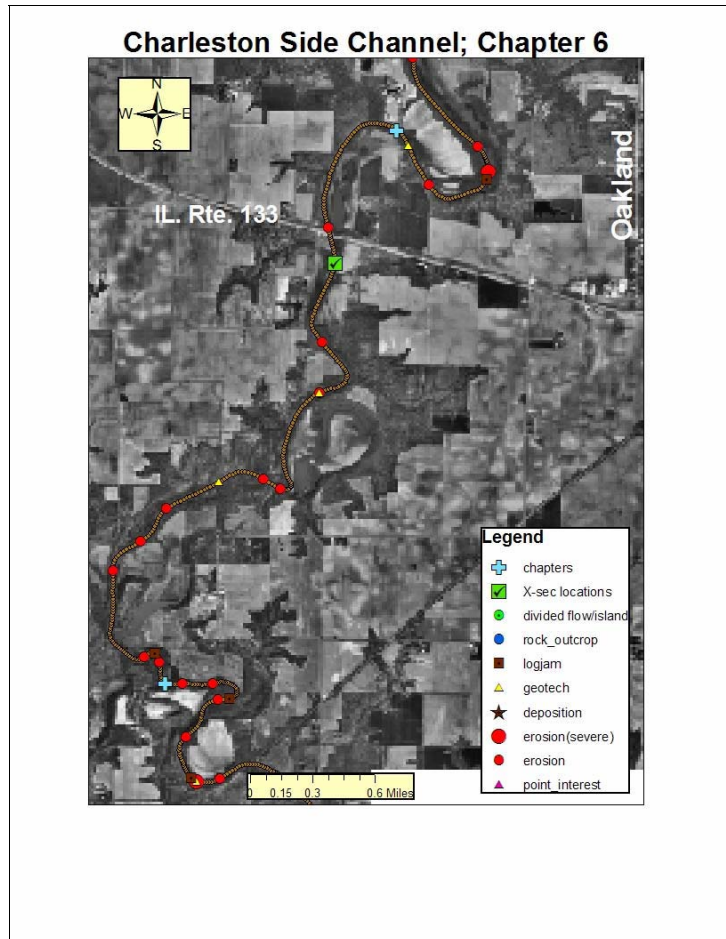 Charleston Side Channel; Chapter 6
N
W E
S
Oakland
IL. Rte. 133
Legend
chapters
X-sec locations
divided flow/island
rock_outcrop
logjam
geotech
deposition
erosion(severe)
erosion
point_interest
0 0.15 0.3 0.6 Miles